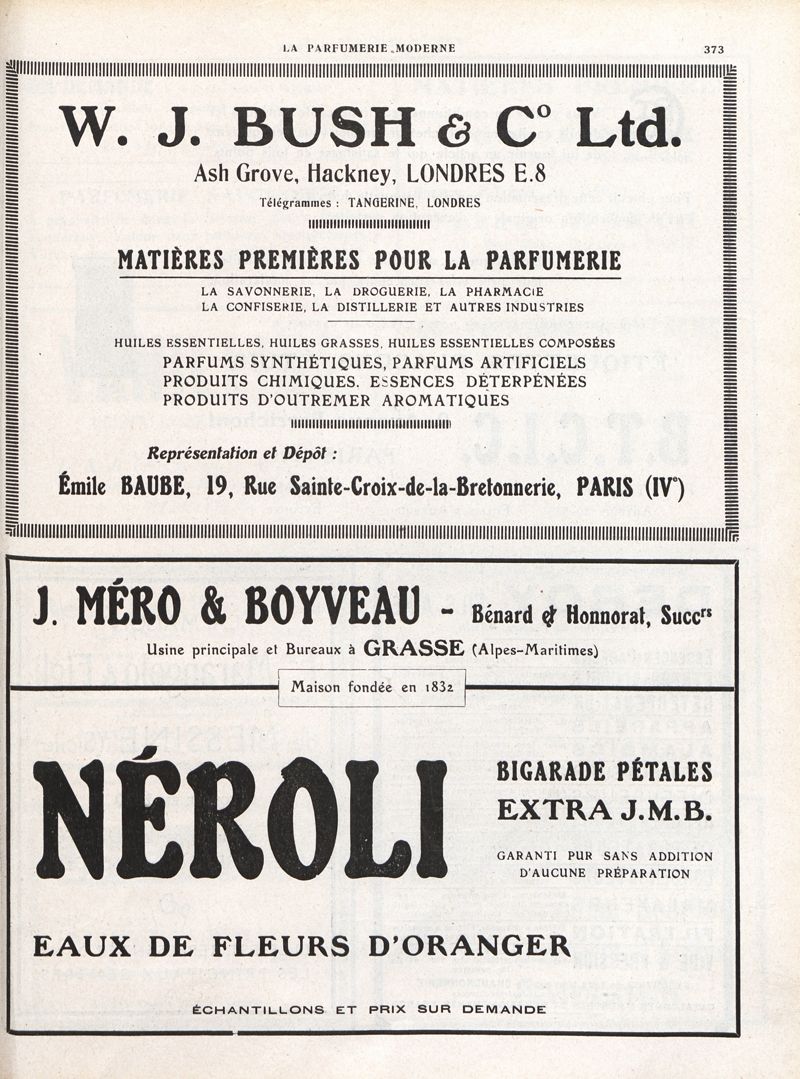 LA PARFUMERIE MODERNE 373
W. J. BUSH & Cº Ltd.
Ash Grove, Hackney, LONDRES E.8
Télégrammes : TANGERINE, LONDRES
MATIÈRES PREMIÈRES POUR LA PARFUMERIE
LA SAVONNERIE, LA DROGUERIE, LA PHARMACIE
LA CONFISERIE, LA DISTILLERIE ET AUTRES INDUSTRIES
HUILES ESSENTIELLES, HUILES GRASSES, HUILES ESSENTIELLES COMPOSÉES
PARFUMS SYNTHÉTIQUES, PARFUMS ARTIFICIELS
PRODUITS CHIMIQUES. ESSENCES DÉTERPÉNÉES
PRODUITS D'OUTREMER AROMATIQUES
Représentation et Dépôt :
Émile BAUBE, 19, Rue Sainte-Croix-de-la-Bretonnerie, PARIS (IVᵉ)
J. MÉRO & BOYVEAU - Bénard & Honnorat, Succʳˢ
Usine principale et Bureaux à GRASSE (Alpes-Maritimes)
Maison fondée en 1832
NÉROLI
BIGARADE PÉTALES
EXTRA J.M.B.
GARANTI PUR SANS ADDITION
D'AUCUNE PRÉPARATION
EAUX DE FLEURS D'ORANGER
ÉCHANTILLONS ET PRIX SUR DEMANDE